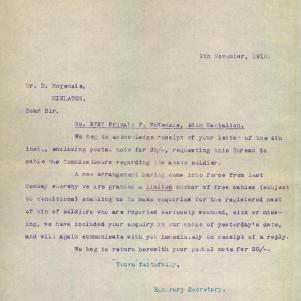 9th November, 1918.
Mr. D. McKenzie,
MINLATON.
Dear Sir,
No. 3737 Private P. McKenzie, 48th Battalion.
We beg to acknowledge receipt of your letter of the 4th
inst., enclosing postal note for 20/-, requesting this Bureau to
cable the Commissioners regarding the above soldier.
A new arrangement having come into force from last
Monday whereby we are granted a limited number of free cables (subject
to conditions) enabling us to make enquiries for the registered next
of kin of soldiers who are reported seriously wounded, sick or miss-
ing, we have included your enquiry in our cable of yesterday's date,
and will again communicate with you immediately on receipt of a reply.
We beg to return herewith your postal note for 20/-.
Yours faithfully,
Honorary Secretary.